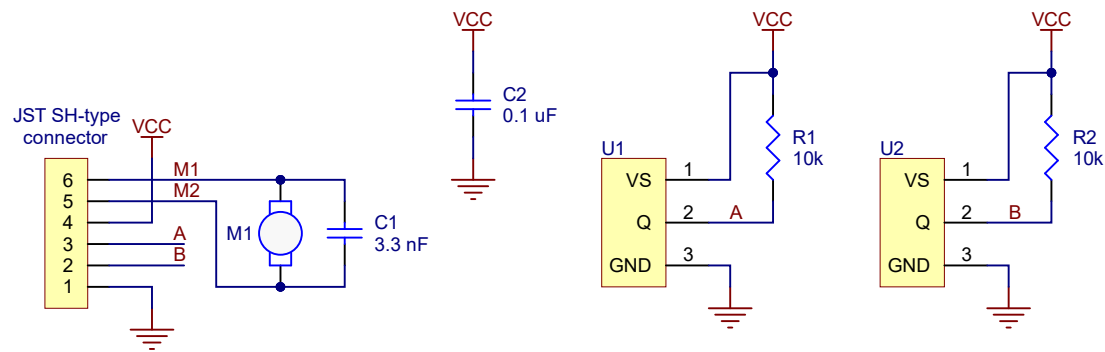 JST SH-type
connector
VCC
6
5
4
3
2
1
M1
M2
A
B
M1
C1
3.3 nF
VCC
C2
0.1 uF
VCC
R1
10k
U1
VS
Q
GND
1
2
3
A
VCC
R2
10k
U2
VS
Q
GND
1
2
3
B